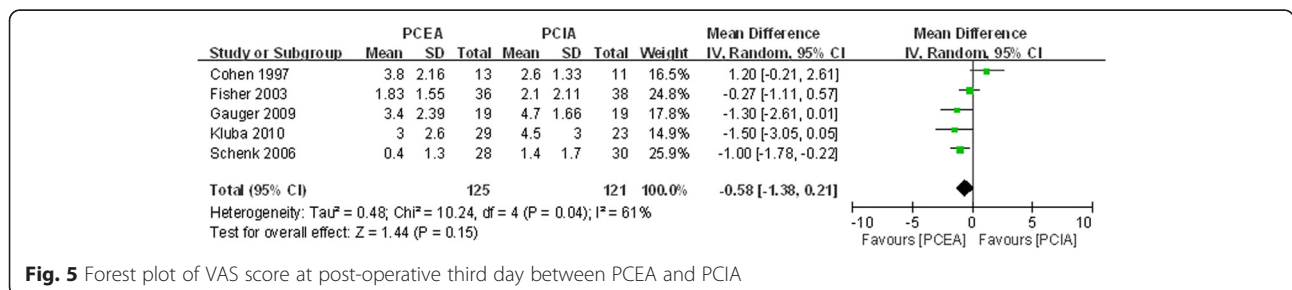 PCEA PCIA Mean Difference Mean Difference
Study or Subgroup Mean SD Total Mean SD Total Weight IV, Random, 95% CI IV, Random, 95% CI
Cohen 1997 3.8 2.16 13 2.6 1.33 11 16.5% 1.20 [-0.21, 2.61]
Fisher 2003 1.83 1.55 36 2.1 2.11 38 24.8% -0.27 [-1.11, 0.57]
Gauger 2009 3.4 2.39 19 4.7 1.66 19 17.8% -1.30 [-2.61, 0.01]
Kluba 2010 3 2.6 29 4.5 3 23 14.9% -1.50 [-3.05, 0.05]
Schenk 2006 0.4 1.3 28 1.4 1.7 30 25.9% -1.00 [-1.78, -0.22]
Total (95% CI) 125 121 100.0% -0.58 [-1.38, 0.21]
Heterogeneity: Tau² = 0.48; Chi² = 10.24, df = 4 (P = 0.04); I² = 61%
Test for overall effect: Z = 1.44 (P = 0.15)
-10 -5 0 5 10
Favours [PCEA] Favours [PCIA]
Fig. 5 Forest plot of VAS score at post-operative third day between PCEA and PCIA